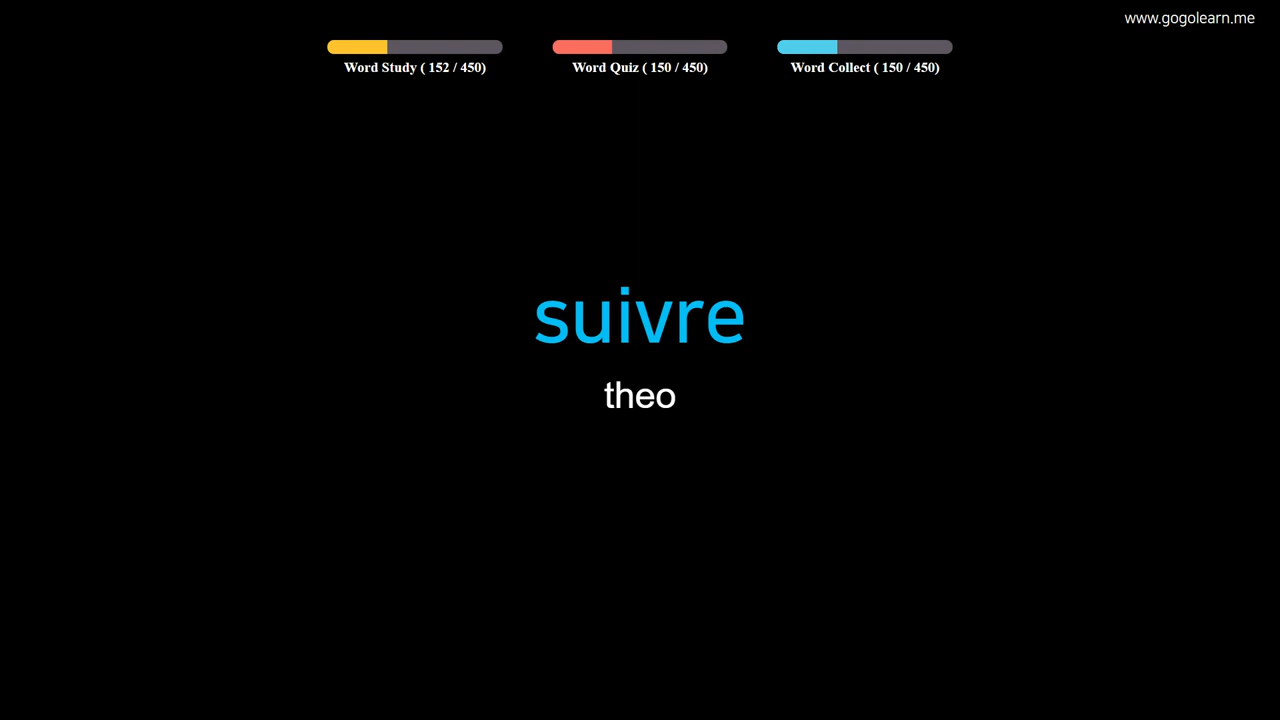 www.gogolearn.me
Word Study ( 152 / 450)
Word Quiz ( 150 / 450)
Word Collect ( 150 / 450)
suivre
theo